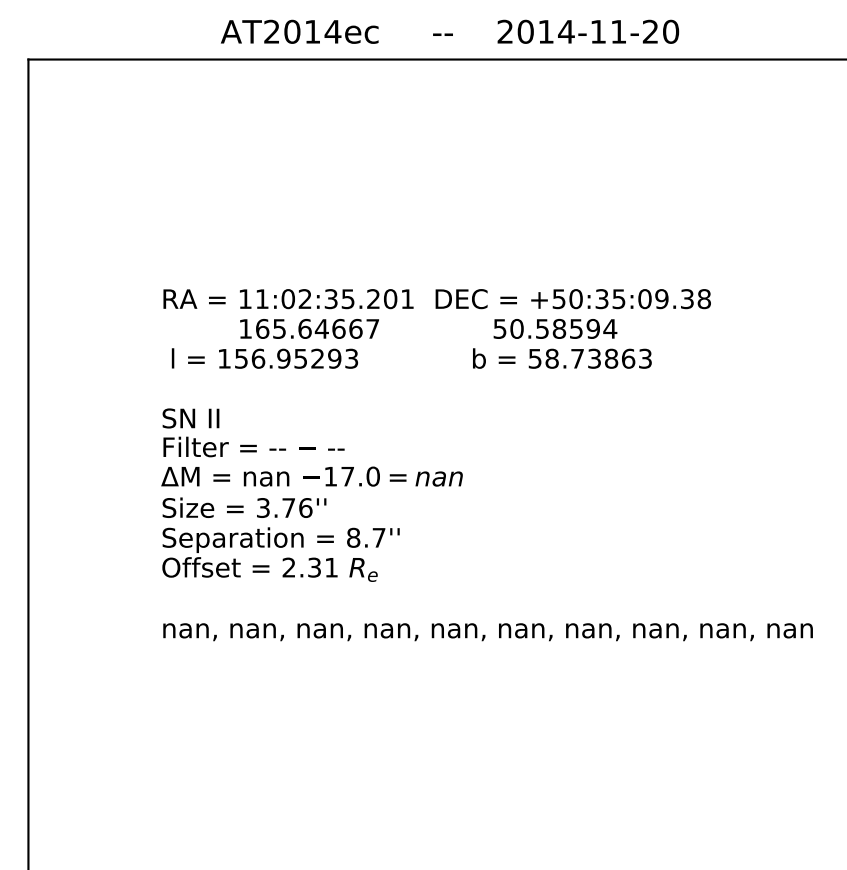 AT2014ec -- 2014-11-20
RA = 11:02:35.201 DEC = +50:35:09.38
165.64667 50.58594
l = 156.95293 b = 58.73863
SN II
Filter = -- − --
ΔM = nan −17.0 = nan
Size = 3.76''
Separation = 8.7''
Offset = 2.31 Rₑ
nan, nan, nan, nan, nan, nan, nan, nan, nan, nan